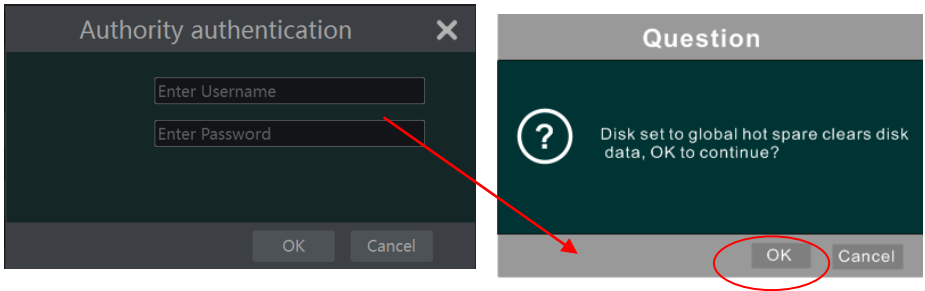 Authority authentication
Enter Username
Enter Password
OK
Cancel
Question
?
Disk set to global hot spare clears disk
data, OK to continue?
OK
Cancel